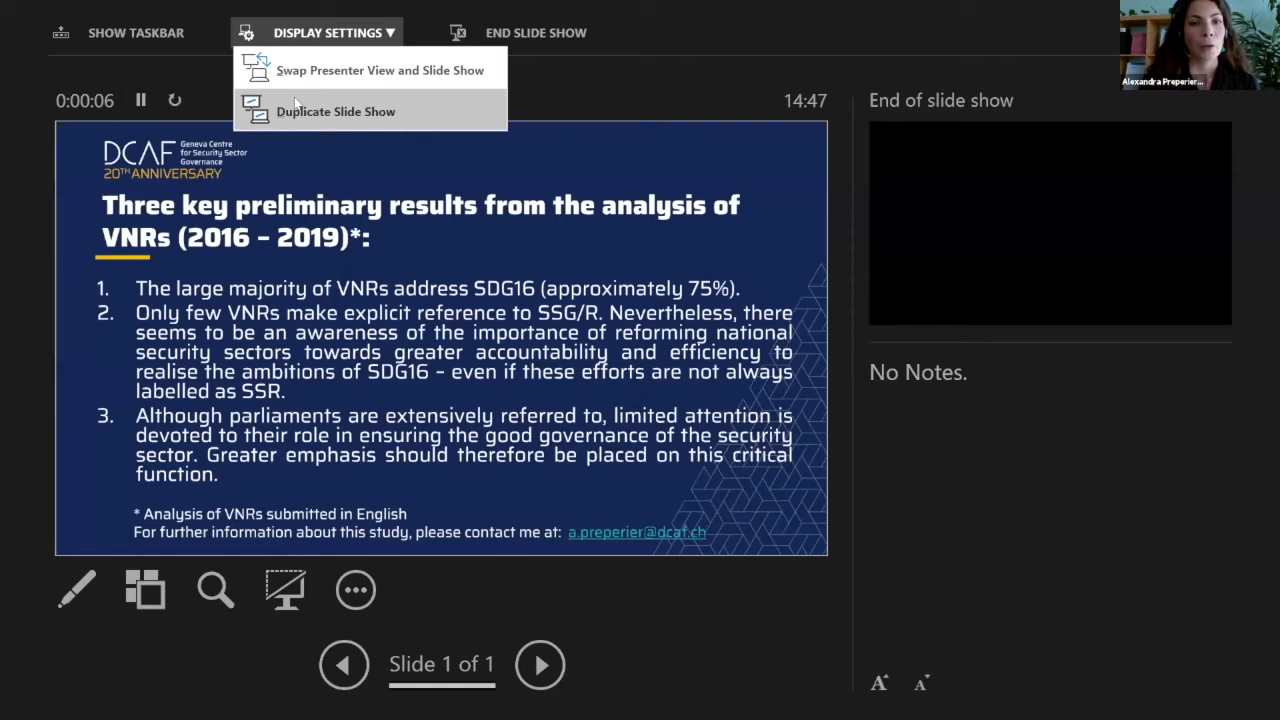 SHOW TASKBAR
DISPLAY SETTINGS ▼
END SLIDE SHOW
Swap Presenter View and Slide Show
Duplicate Slide Show
Alexandra Preperier...
0:00:06
14:47
End of slide show
DCAF
Geneva Centre
for Security Sector
Governance
20TH ANNIVERSARY
Three key preliminary results from the analysis of
VNRs (2016 – 2019)*:
1. The large majority of VNRs address SDG16 (approximately 75%).
2. Only few VNRs make explicit reference to SSG/R. Nevertheless, there
seems to be an awareness of the importance of reforming national
security sectors towards greater accountability and efficiency to
realise the ambitions of SDG16 – even if these efforts are not always
labelled as SSR.
3. Although parliaments are extensively referred to, limited attention is
devoted to their role in ensuring the good governance of the security
sector. Greater emphasis should therefore be placed on this critical
function.
* Analysis of VNRs submitted in English
For further information about this study, please contact me at: a.preperier@dcaf.ch
No Notes.
Slide 1 of 1
A A